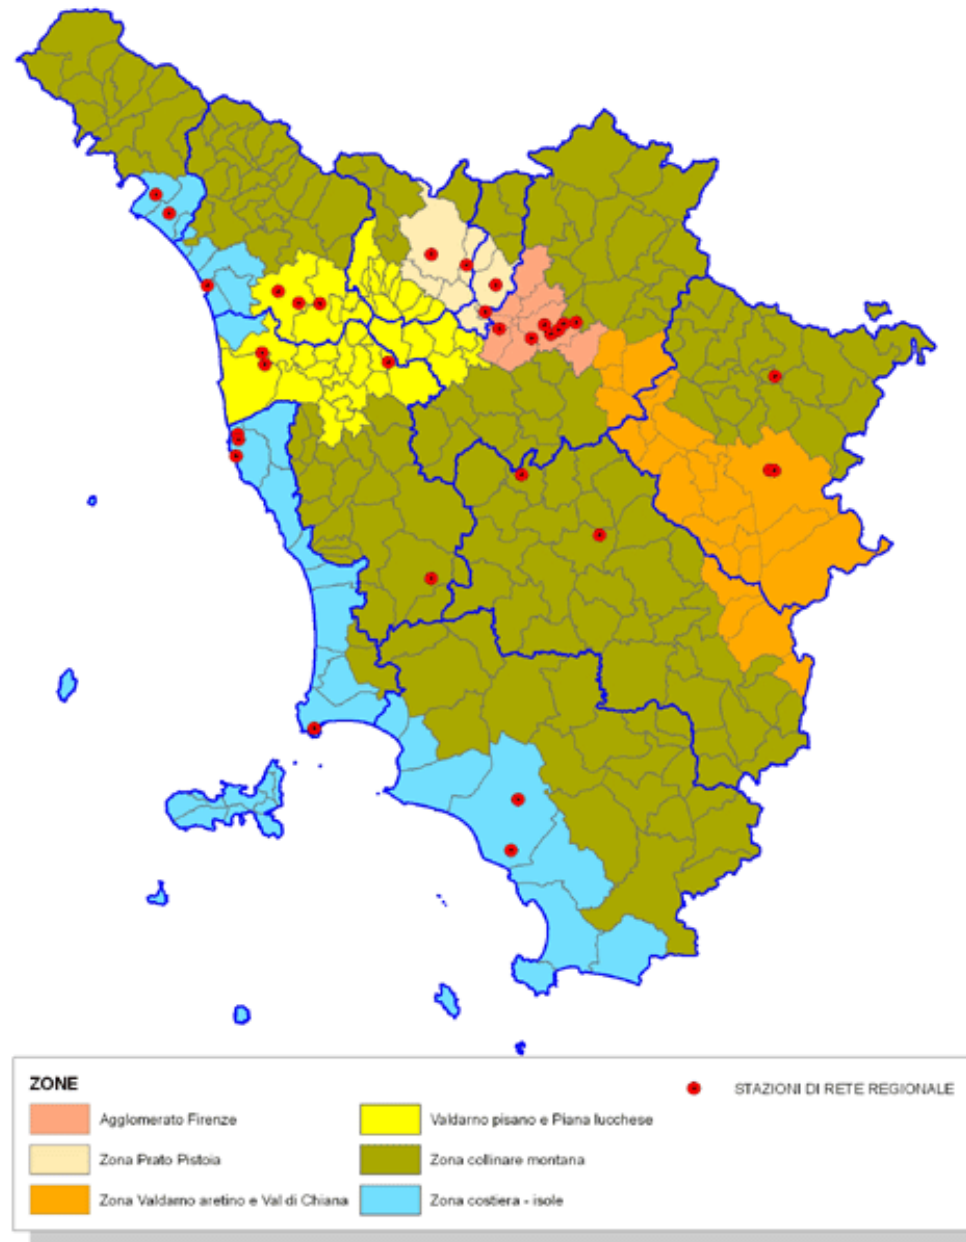 ZONE
STAZIONI DI RETE REGIONALE
Agglomerato Firenze
Valdarno pisano e Piana lucchese
Zona Prato Pistoia
Zona collinare montana
Zona Valdarno aretino e Val di Chiana
Zona costiera - isole